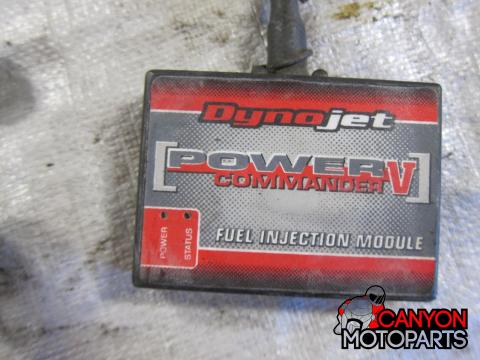 Dynojet
POWER V
COMMANDER
POWER
STATUS
FUEL INJECTION MODULE
CANYON
MOTOPARTS